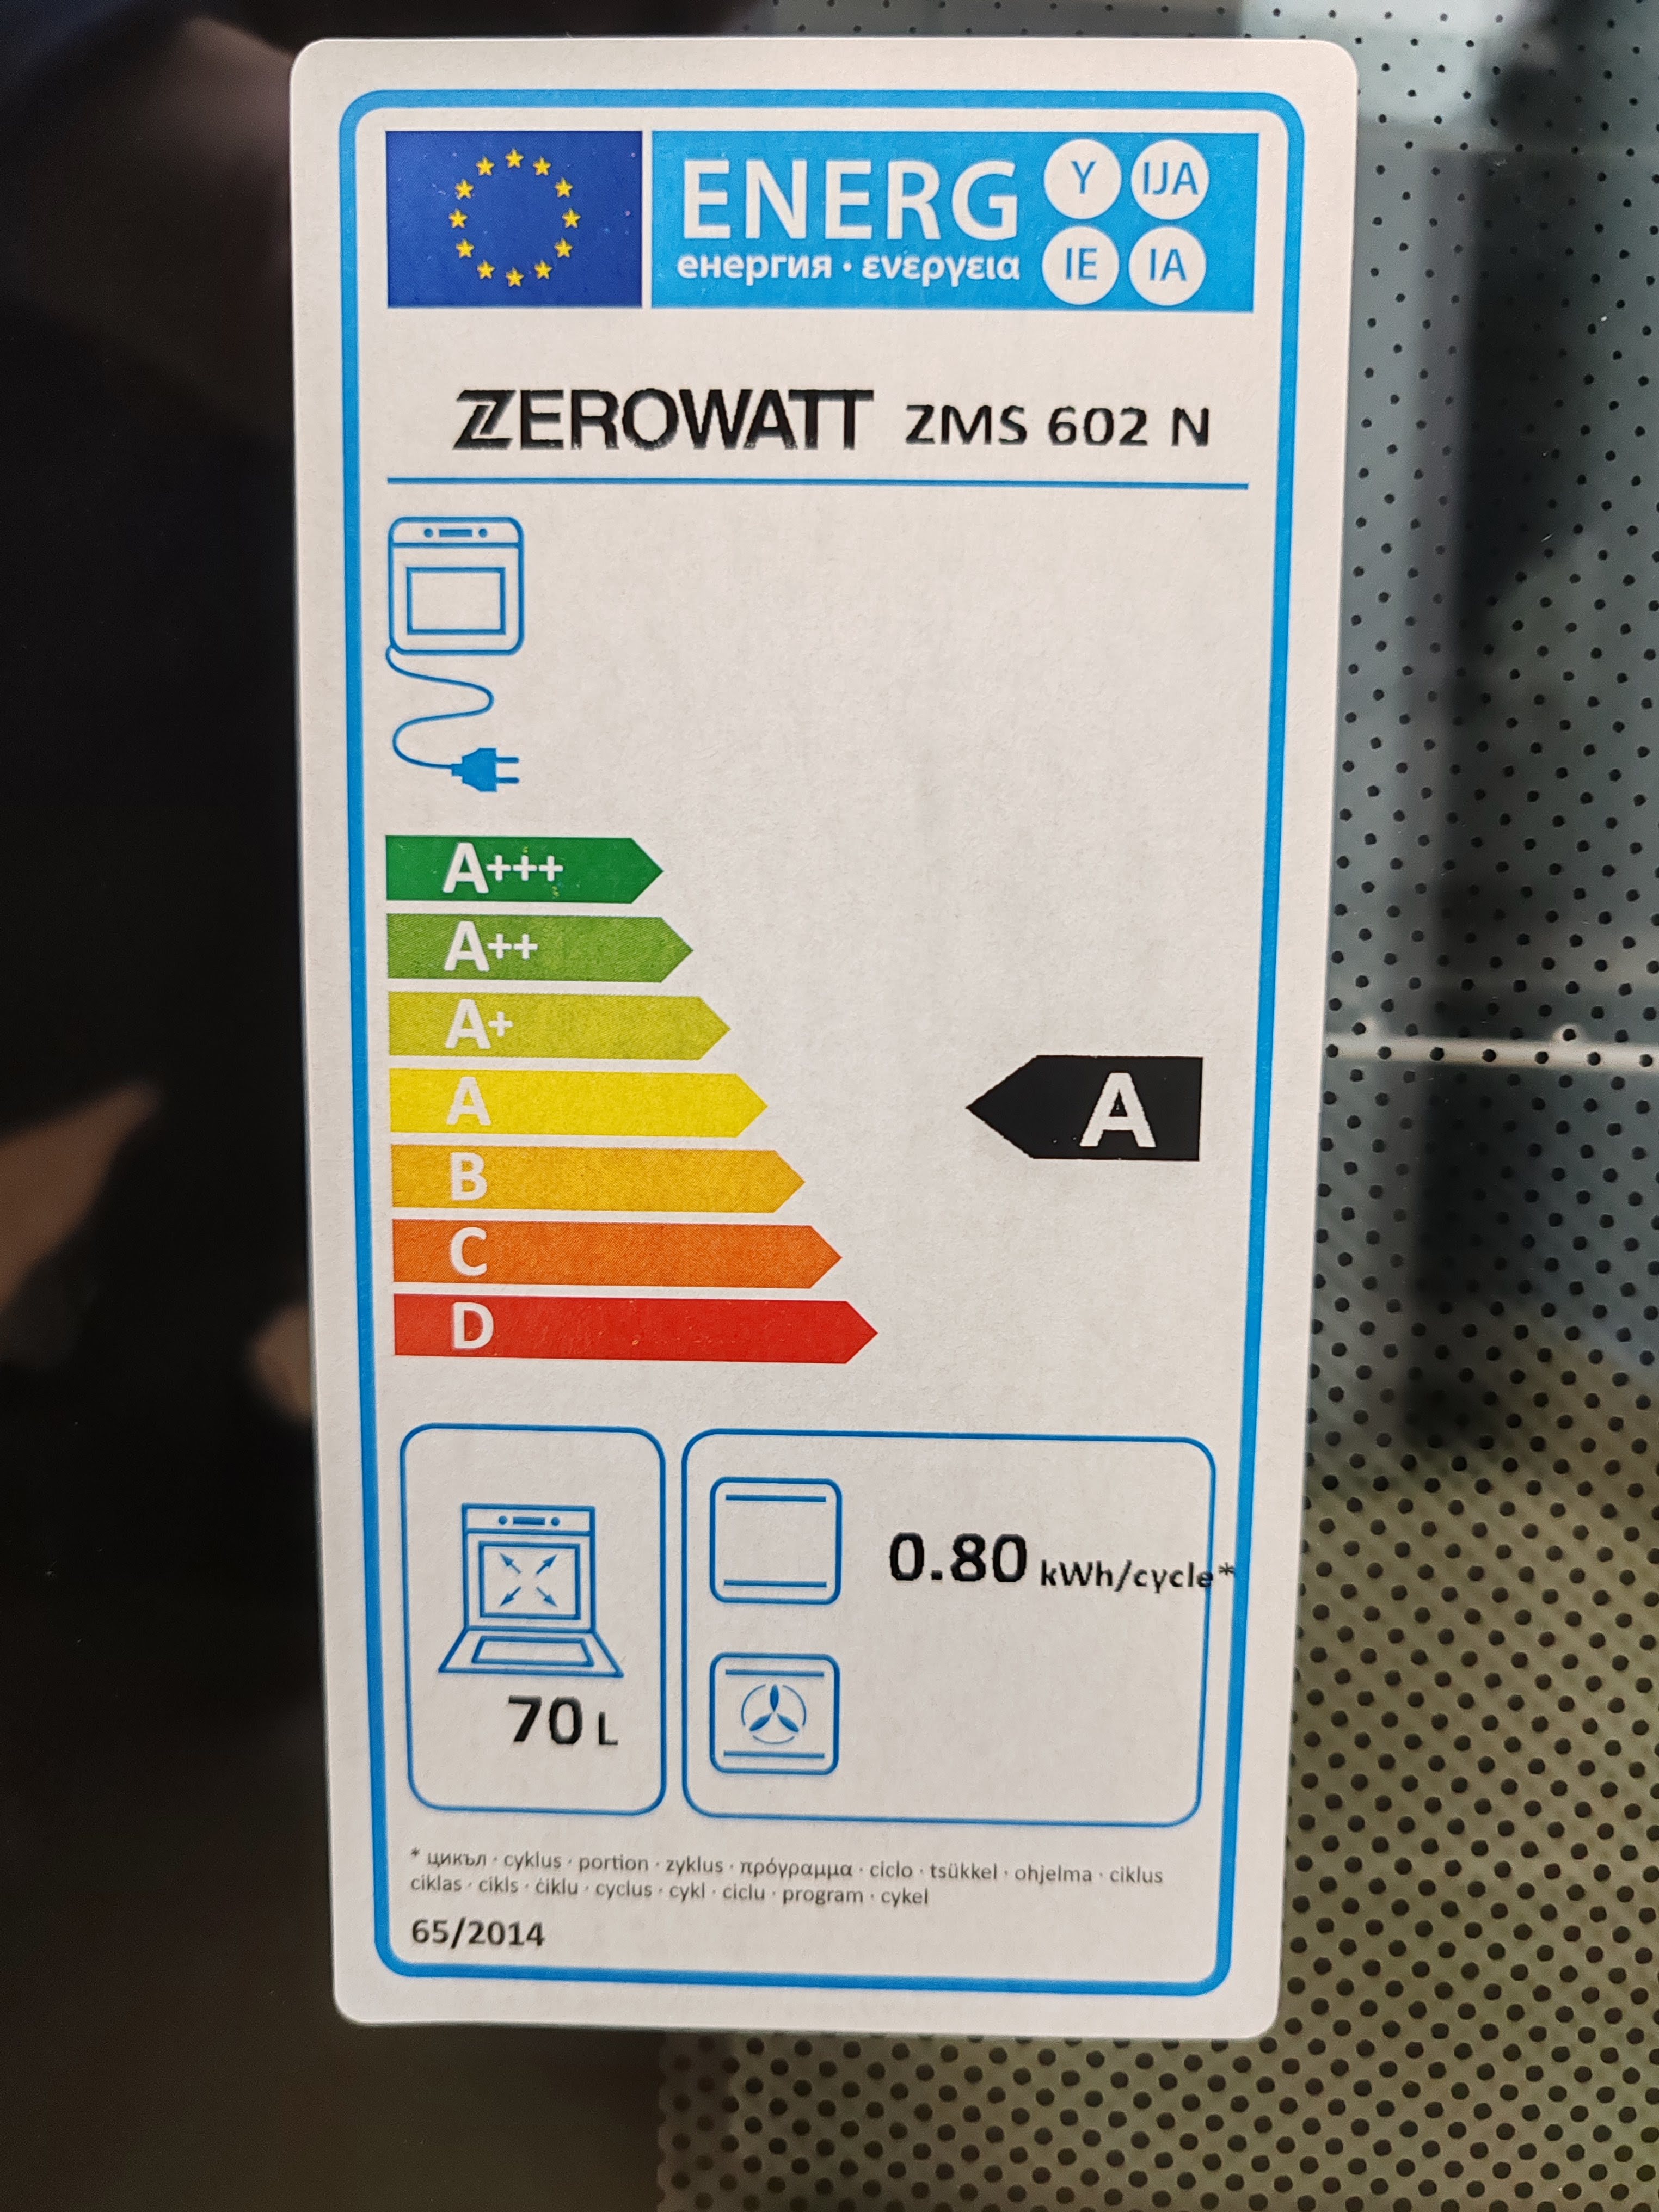 ENERG Y IJA
енергия · ενεργεια IE IA
ZEROWATT ZMS 602 N
A+++
A++
A+
A
A
B
C
D
0.80 kWh/cycle*
70 L
* цикъл · cyklus · portion · zyklus · πρόγραμμα · ciclo · tsükkel · ohjelma · ciklus
ciklas · cikls · ċiklu · cyclus · cykl · ciclu · program · cykel
65/2014